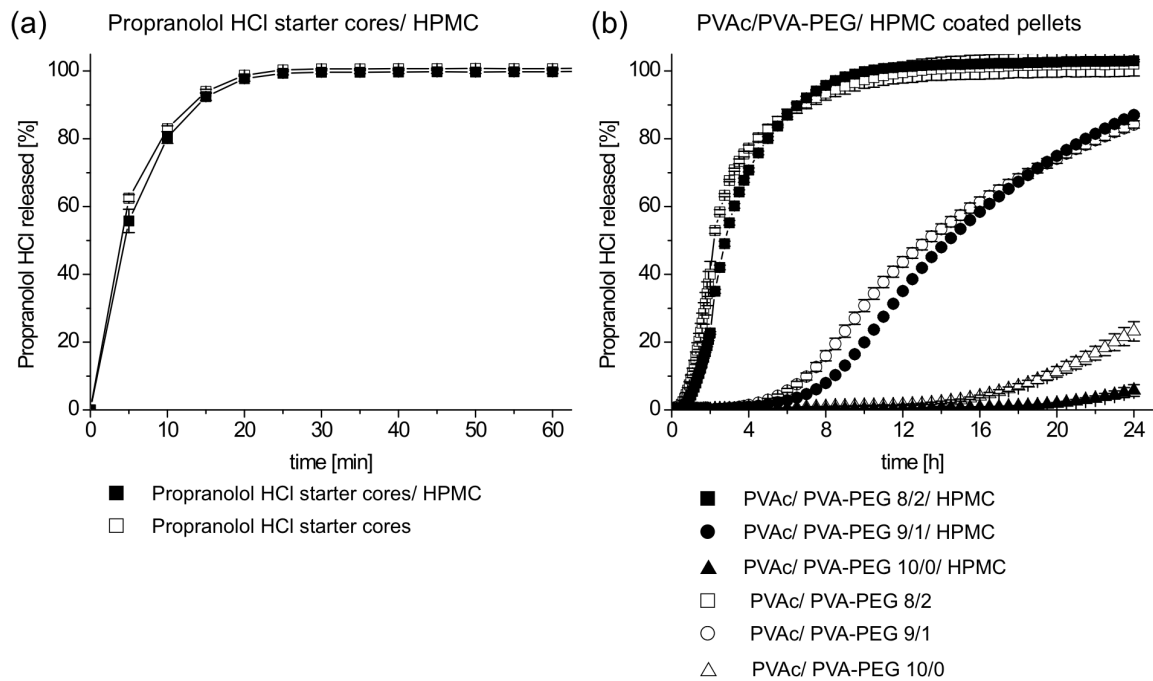 (a) Propranolol HCl starter cores/ HPMC
Propranolol HCl released [%]
100
80
60
40
20
0
0 10 20 30 40 50 60
time [min]
Propranolol HCl starter cores/ HPMC
Propranolol HCl starter cores
(b) PVAc/PVA-PEG/ HPMC coated pellets
Propranolol HCl released [%]
100
80
60
40
20
0
0 4 8 12 16 20 24
time [h]
PVAc/ PVA-PEG 8/2/ HPMC
PVAc/ PVA-PEG 9/1/ HPMC
PVAc/ PVA-PEG 10/0/ HPMC
PVAc/ PVA-PEG 8/2
PVAc/ PVA-PEG 9/1
PVAc/ PVA-PEG 10/0